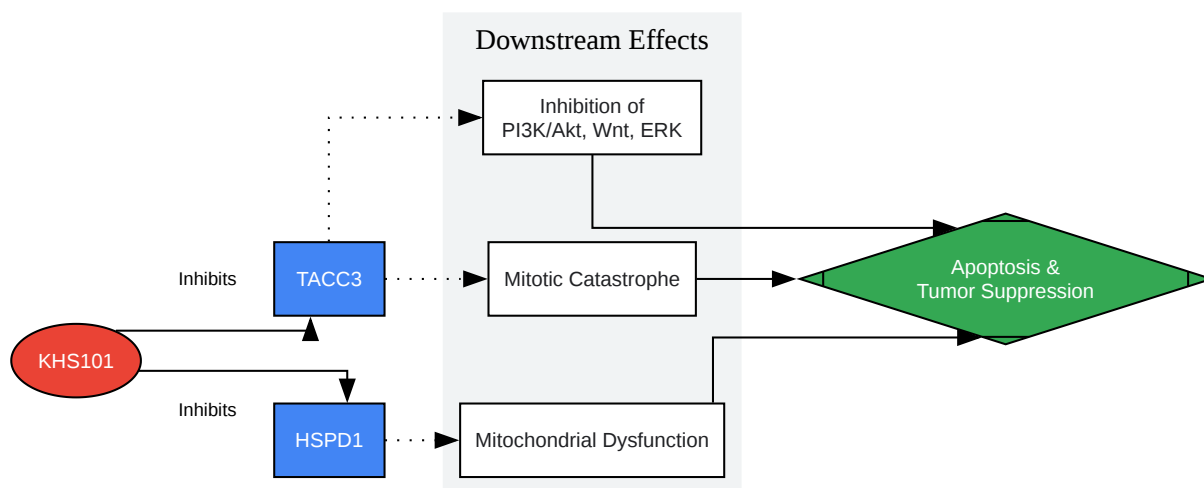 Downstream Effects
Inhibition of
PI3K/Akt, Wnt, ERK
Inhibits
TACC3
Mitotic Catastrophe
Apoptosis &
Tumor Suppression
KHS101
Inhibits
HSPD1
Mitochondrial Dysfunction